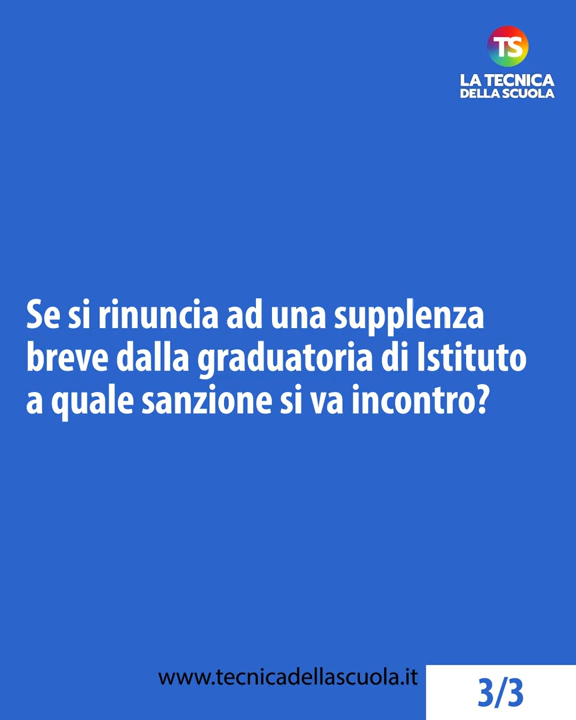 TS
LA TECNICA
DELLA SCUOLA
Se si rinuncia ad una supplenza
breve dalla graduatoria di Istituto
a quale sanzione si va incontro?
www.tecnicadellascuola.it
3/3